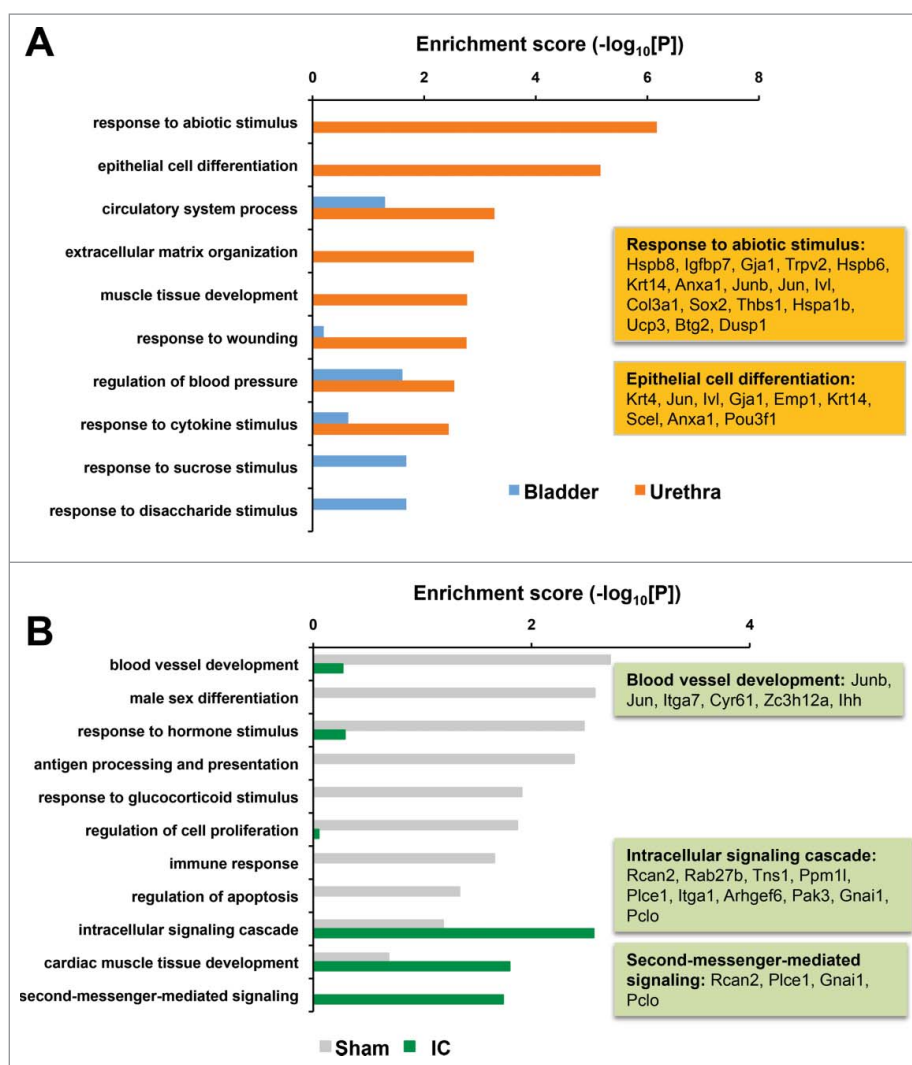 A
Enrichment score (-log10[P])
0 2 4 6 8
response to abiotic stimulus
epithelial cell differentiation
circulatory system process
extracellular matrix organization
muscle tissue development
response to wounding
regulation of blood pressure
response to cytokine stimulus
response to sucrose stimulus
response to disaccharide stimulus
Response to abiotic stimulus:
Hspb8, Igfbp7, Gja1, Trpv2, Hspb6,
Krt14, Anxa1, Junb, Jun, Ivl,
Col3a1, Sox2, Thbs1, Hspa1b,
Ucp3, Btg2, Dusp1
Epithelial cell differentiation:
Krt4, Jun, Ivl, Gja1, Emp1, Krt14,
Scel, Anxa1, Pou3f1
Bladder Urethra
B
Enrichment score (-log10[P])
0 2 4
blood vessel development
male sex differentiation
response to hormone stimulus
antigen processing and presentation
response to glucocorticoid stimulus
regulation of cell proliferation
immune response
regulation of apoptosis
intracellular signaling cascade
cardiac muscle tissue development
second-messenger-mediated signaling
Blood vessel development: Junb,
Jun, Itga7, Cyr61, Zc3h12a, Ihh
Intracellular signaling cascade:
Rcan2, Rab27b, Tns1, Ppm1l,
Plce1, Itga1, Arhgef6, Pak3, Gnai1,
Pclo
Second-messenger-mediated
signaling: Rcan2, Plce1, Gnai1,
Pclo
Sham IC